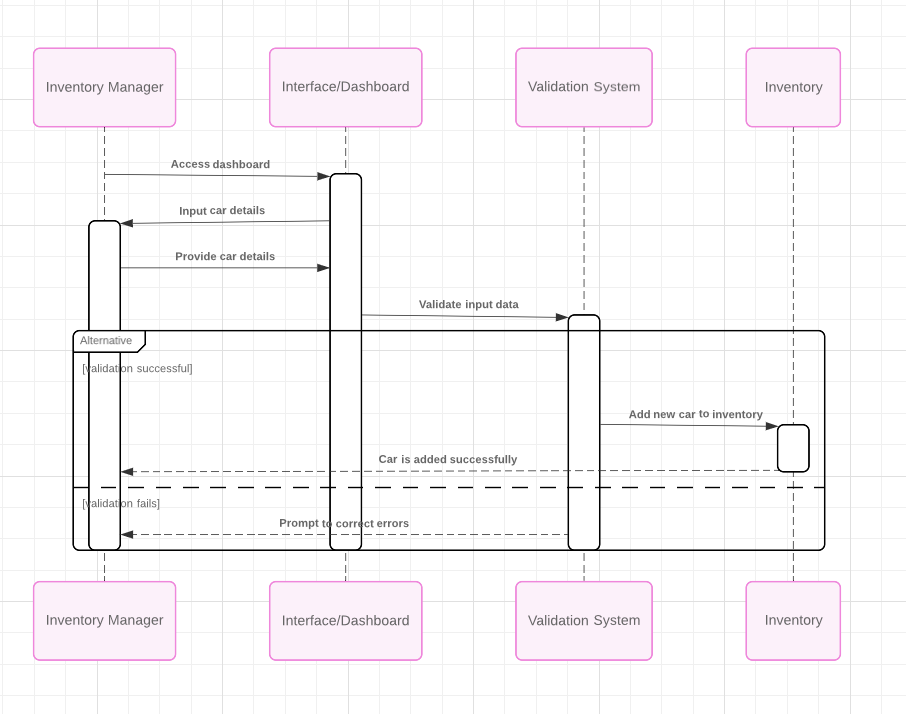 Inventory Manager
Interface/Dashboard
Validation System
Inventory
Access dashboard
Input car details
Provide car details
Validate input data
Alternative
[validation successful]
Add new car to inventory
Car is added successfully
[validation fails]
Prompt to correct errors
Inventory Manager
Interface/Dashboard
Validation System
Inventory